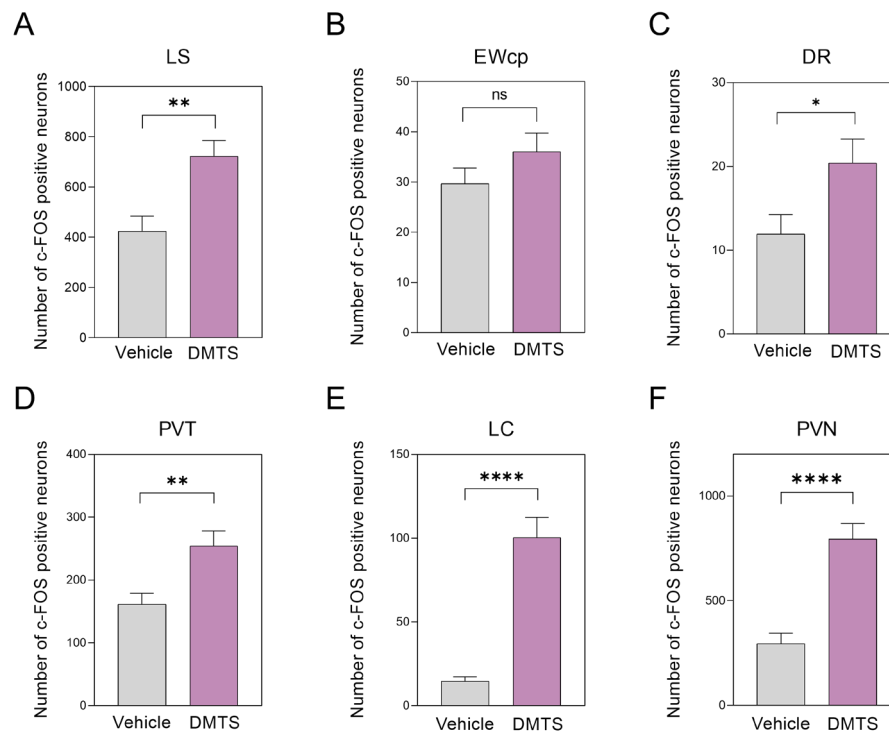 A
LS
Number of c-FOS positive neurons
1000
800
600
400
200
0
**
Vehicle DMTS
B
EWcp
Number of c-FOS positive neurons
50
40
30
20
10
0
ns
Vehicle DMTS
C
DR
Number of c-FOS positive neurons
30
20
10
0
*
Vehicle DMTS
D
PVT
Number of c-FOS positive neurons
400
300
200
100
0
**
Vehicle DMTS
E
LC
Number of c-FOS positive neurons
150
100
50
0
****
Vehicle DMTS
F
PVN
Number of c-FOS positive neurons
1000
500
0
****
Vehicle DMTS